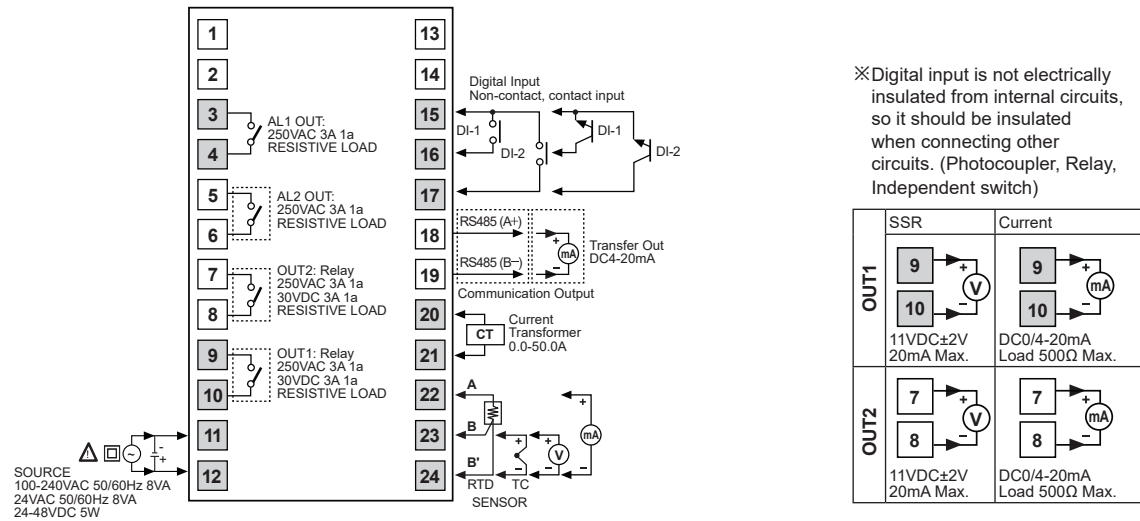 1
2
3
4
5
6
7
8
9
10
11
12
13
14
15
16
17
18
19
20
21
22
23
24
AL1 OUT:
250VAC 3A 1a
RESISTIVE LOAD
AL2 OUT:
250VAC 3A 1a
RESISTIVE LOAD
OUT2: Relay
250VAC 3A 1a
30VDC 3A 1a
RESISTIVE LOAD
OUT1: Relay
250VAC 3A 1a
30VDC 3A 1a
RESISTIVE LOAD
~
-
+
SOURCE
100-240VAC 50/60Hz 8VA
24VAC 50/60Hz 8VA
24-48VDC 5W
Digital Input
Non-contact, contact input
DI-1
DI-2
DI-1
DI-2
RS485 (A+)
RS485 (B−)
+
−
mA
Transfer Out
DC4-20mA
Communication Output
CT
Current
Transformer
0.0-50.0A
A
B
B'
RTD
+
−
TC
+
−
V
+
−
mA
SENSOR
※Digital input is not electrically
insulated from internal circuits,
so it should be insulated
when connecting other
circuits. (Photocoupler, Relay,
Independent switch)
SSR
Current
OUT1
9
10
+
−
V
11VDC±2V
20mA Max.
9
10
+
−
mA
DC0/4-20mA
Load 500Ω Max.
OUT2
7
8
+
−
V
11VDC±2V
20mA Max.
7
8
+
−
mA
DC0/4-20mA
Load 500Ω Max.